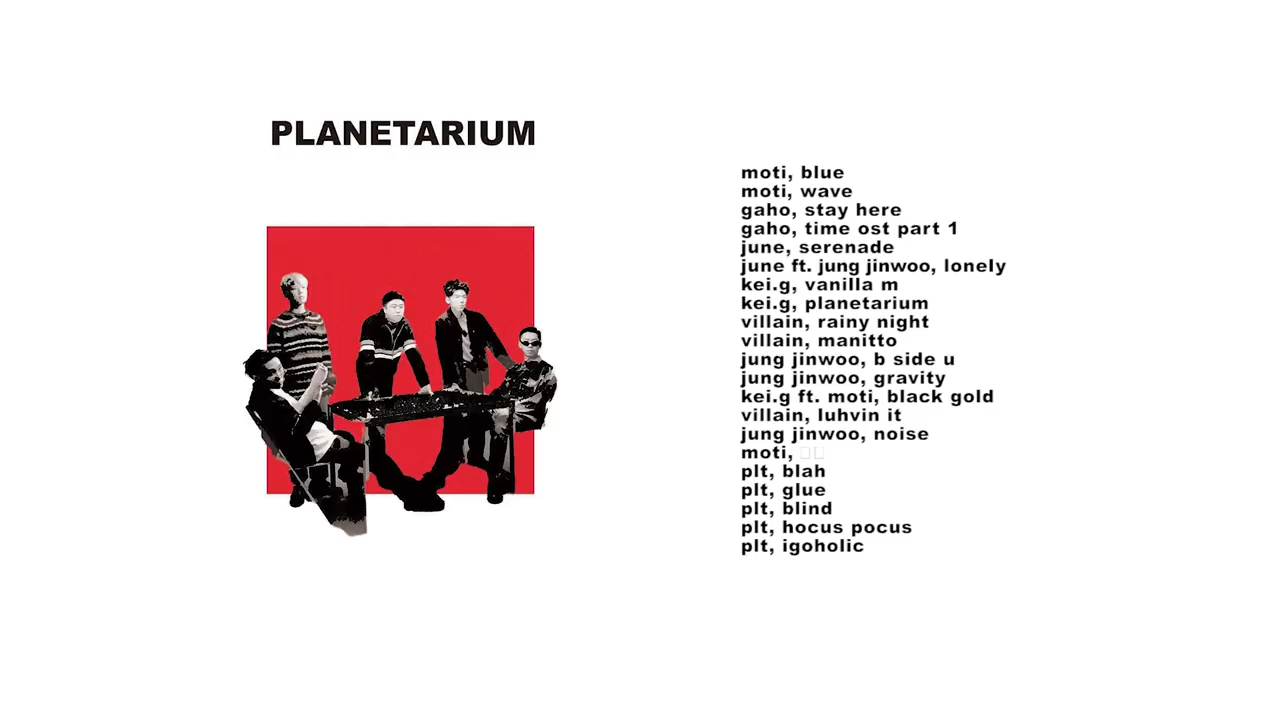 PLANETARIUM
moti, blue
moti, wave
gaho, stay here
gaho, time ost part 1
june, serenade
june ft. jung jinwoo, lonely
kei.g, vanilla m
kei.g, planetarium
villain, rainy night
villain, manitto
jung jinwoo, b side u
jung jinwoo, gravity
kei.g ft. moti, black gold
villain, luhvin it
jung jinwoo, noise
moti,
plt, blah
plt, glue
plt, blind
plt, hocus pocus
plt, igoholic